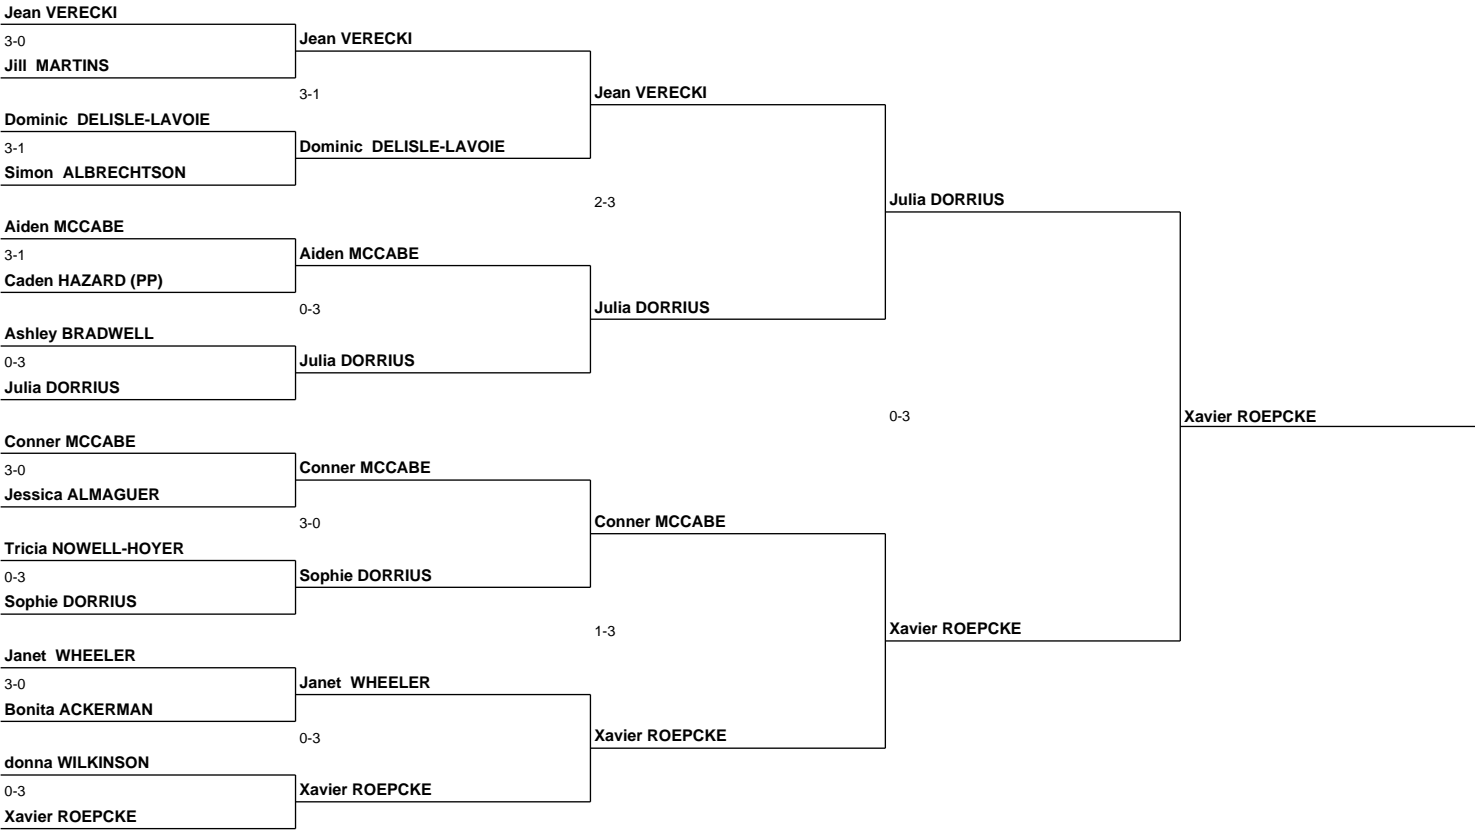 Jean VERECKI
3-0
Jill  MARTINS
Dominic  DELISLE-LAVOIE
3-1
Simon  ALBRECHTSON
Aiden MCCABE
3-1
Caden HAZARD (PP)
Ashley BRADWELL
0-3
Julia DORRIUS
Conner MCCABE
3-0
Jessica ALMAGUER
Tricia NOWELL-HOYER
0-3
Sophie DORRIUS
Janet  WHEELER
3-0
Bonita ACKERMAN
donna WILKINSON
0-3
Xavier ROEPCKE
Jean VERECKI
3-1
Dominic  DELISLE-LAVOIE
Aiden MCCABE
0-3
Julia DORRIUS
Conner MCCABE
3-0
Sophie DORRIUS
Janet  WHEELER
0-3
Xavier ROEPCKE
Jean VERECKI
2-3
Julia DORRIUS
Conner MCCABE
1-3
Xavier ROEPCKE
Julia DORRIUS
0-3
Xavier ROEPCKE
Xavier ROEPCKE